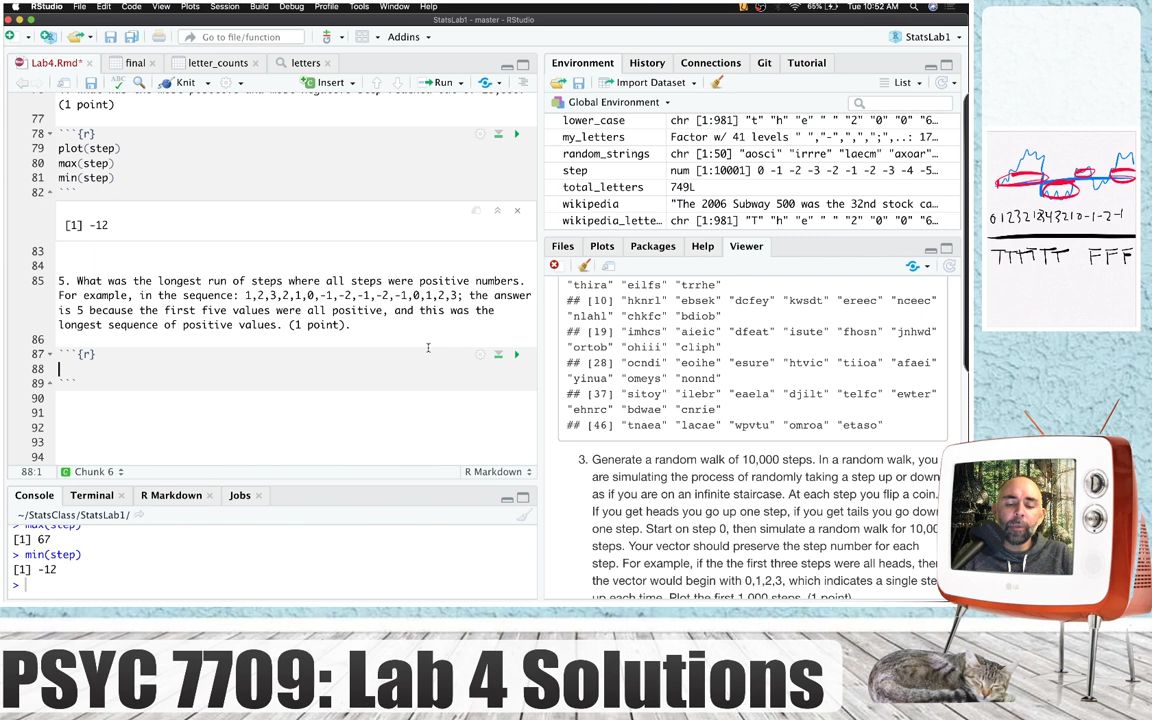 RStudio File Edit Code View Plots Session Build Debug Profile Tools Window Help 65% Tue 10:52 AM
StatsLab1 - master - RStudio
Go to file/function Addins StatsLab1
Lab4.Rmd* final letter_counts letters
Knit Insert Run
(1 point)
77
78 ```{r}
79 plot(step)
80 max(step)
81 min(step)
82 ```
[1] -12
83
84
85 5. What was the longest run of steps where all steps were positive numbers.
For example, in the sequence: 1,2,3,2,1,0,-1,-2,-1,-2,-1,0,1,2,3; the answer
is 5 because the first five values were all positive, and this was the
longest sequence of positive values. (1 point).
86
87 ```{r}
88
89 ```
90
91
92
93
94
88:1 Chunk 6 R Markdown
Console Terminal R Markdown Jobs
~/StatsClass/StatsLab1/
> max(step)
[1] 67
> min(step)
[1] -12
>
Environment History Connections Git Tutorial
Import Dataset List
Global Environment
lower_case chr [1:981] "t" "h" "e" " " "2" "0" "0" "6…
my_letters Factor w/ 41 levels " ","-",",",";",..: 17…
random_strings chr [1:50] "aosci" "irrre" "laecm" "axoar"…
step num [1:10001] 0 -1 -2 -3 -2 -1 -2 -3 -4 -5…
total_letters 749L
wikipedia "The 2006 Subway 500 was the 32nd stock ca…
wikipedia_lette… chr [1:981] "T" "h" "e" " " "2" "0" "0" "6…
Files Plots Packages Help Viewer
"thira" "eilfs" "trrhe"
## [10] "hknrl" "ebsek" "dcfey" "kwsdt" "ereec" "nceec"
"nlahl" "chkfc" "bdiob"
## [19] "imhcs" "aieic" "dfeat" "isute" "fhosn" "jnhwd"
"ortob" "ohiii" "cliph"
## [28] "ocndi" "eoihe" "esure" "htvic" "tiioa" "afaei"
"yinua" "omeys" "nonnd"
## [37] "sitoy" "ilebr" "eaela" "djilt" "telfc" "ewter"
"ehnrc" "bdwae" "cnrie"
## [46] "tnaea" "lacae" "wpvtu" "omroa" "etaso"
3. Generate a random walk of 10,000 steps. In a random walk, you
are simulating the process of randomly taking a step up or down
as if you are on an infinite staircase. At each step you flip a coin.
If you get heads you go up one step, if you get tails you go down
one step. Start on step 0, then simulate a random walk for 10,00
steps. Your vector should preserve the step number for each
step. For example, if the the first three steps were all heads, the
the vector would begin with 0,1,2,3, which indicates a single ste
up each time. Plot the first 1,000 steps. (1 point)
LG
PSYC 7709: Lab 4 Solutions